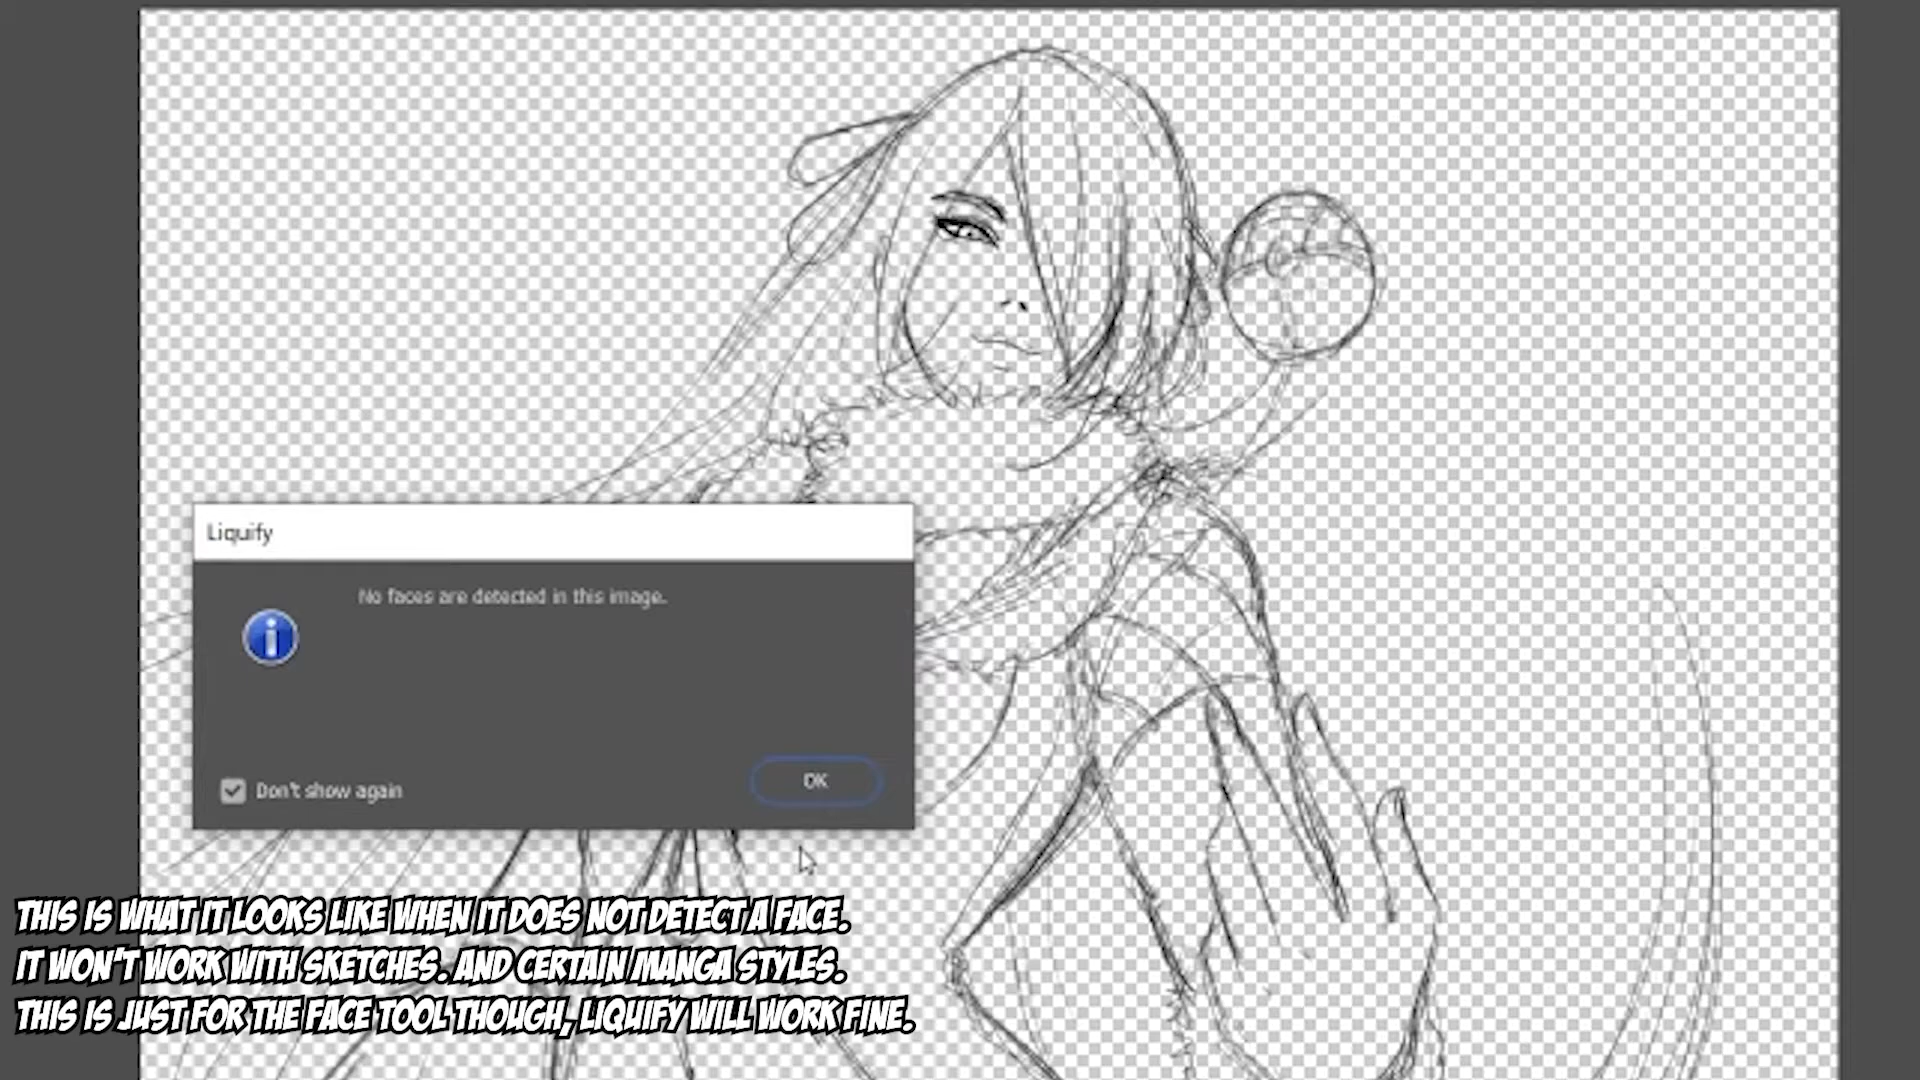 Liquify
No faces are detected in this image.
Don't show again
OK
THIS IS WHAT IT LOOKS LIKE WHEN IT DOES NOT DETECT A FACE.
IT WON'T WORK WITH SKETCHES. AND CERTAIN MANGA STYLES.
THIS IS JUST FOR THE FACE TOOL THOUGH, LIQUIFY WILL WORK FINE.